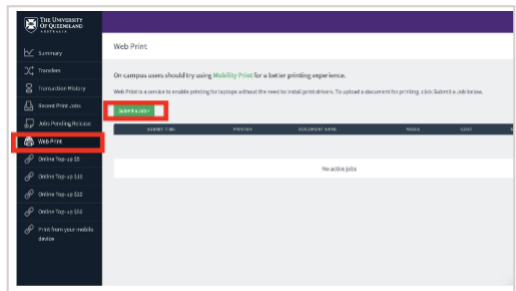 THE UNIVERSITY
OF QUEENSLAND
AUSTRALIA
Summary
Transfers
Transaction History
Recent Print Jobs
Jobs Pending Release
Web Print
Online Top-up $5
Online Top-up $10
Online Top-up $20
Online Top-up $50
Print from your mobile
device
Web Print
On campus users should try using Mobility Print for a better printing experience.
Web Print is a service to enable printing for laptops without the need to install print drivers. To upload a document for printing, click Submit a Job below.
Submit a Job »
SUBMIT TIME PRINTER DOCUMENT NAME PAGES COST
No active jobs